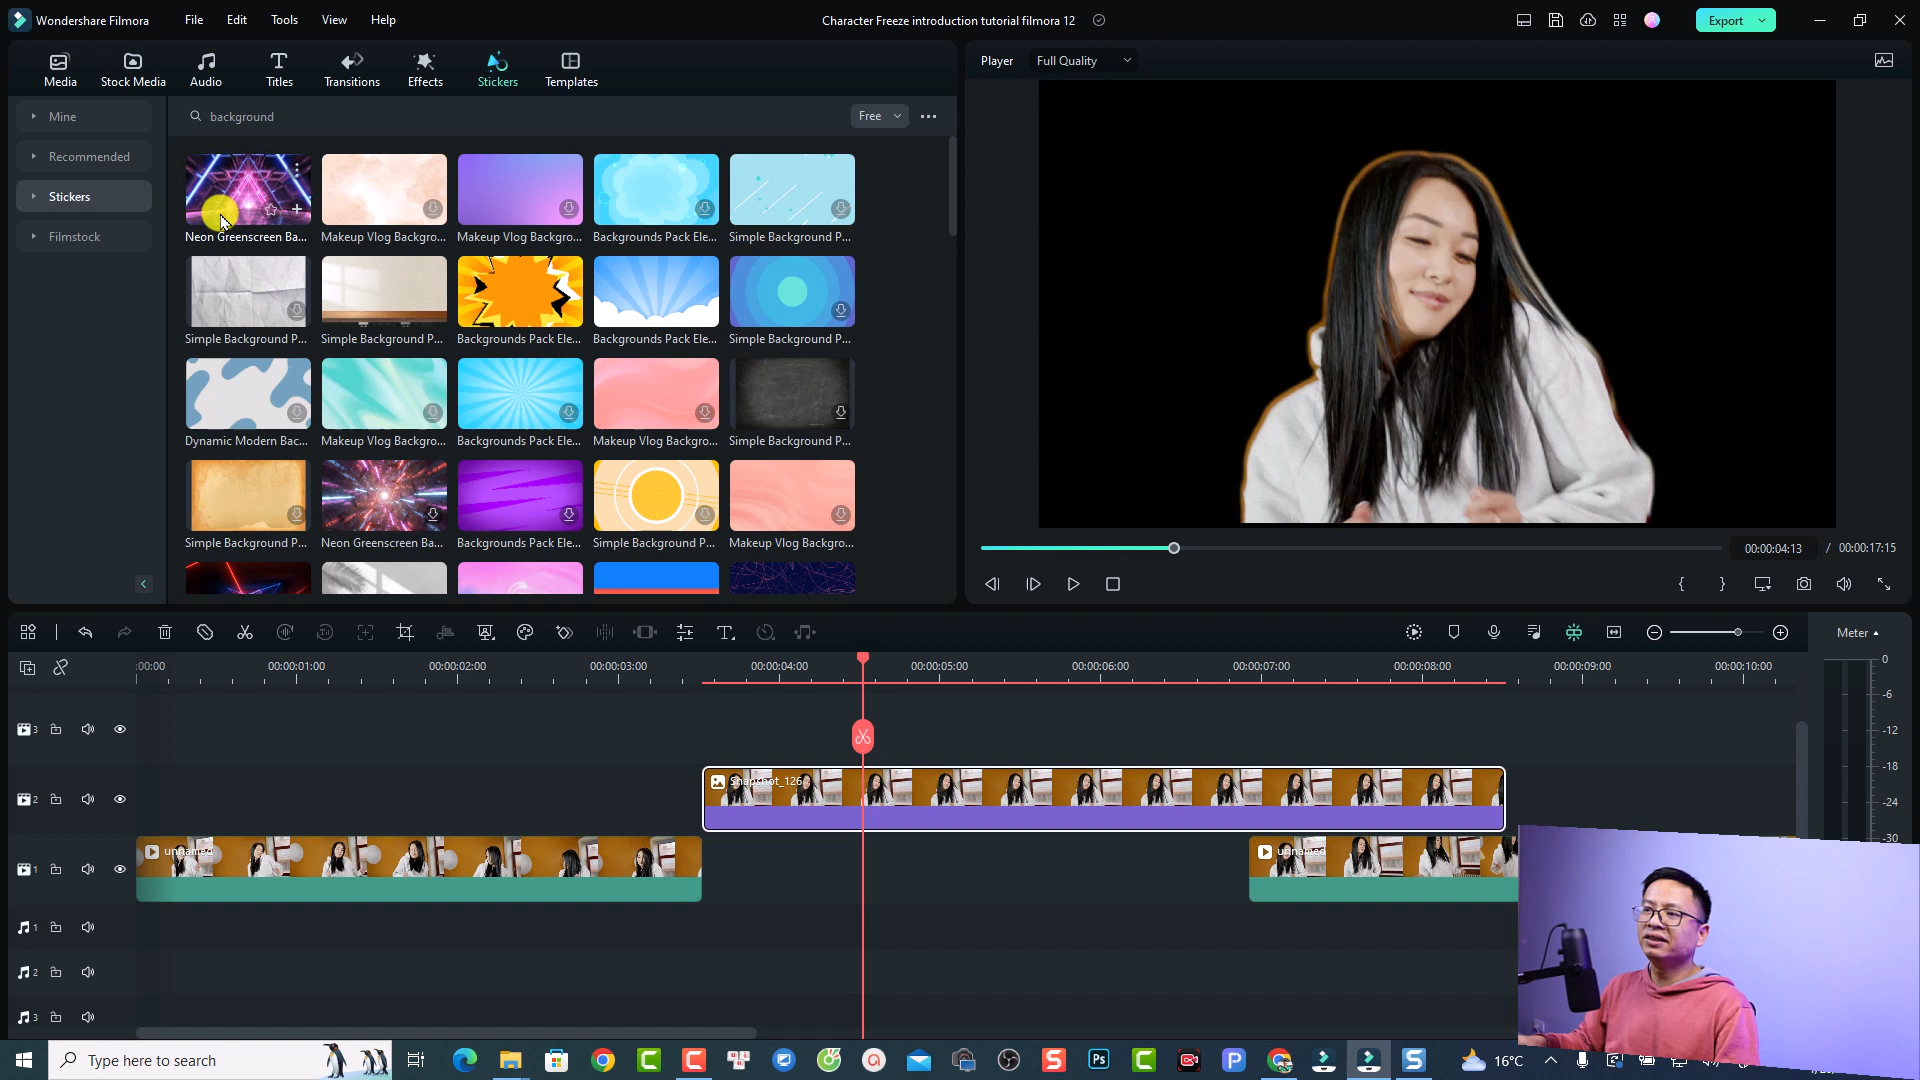 Wondershare Filmora
File
Edit
Tools
View
Help
Character Freeze introduction tutorial filmora 12
Export
Media
Stock Media
Audio
Titles
Transitions
Effects
Stickers
Templates
Player
Full Quality
Mine
Recommended
Stickers
Filmstock
background
Free
Neon Greenscreen Ba...
Makeup Vlog Backgro...
Makeup Vlog Backgro...
Backgrounds Pack Ele...
Simple Background P...
Simple Background P...
Simple Background P...
Backgrounds Pack Ele...
Backgrounds Pack Ele...
Simple Background P...
Dynamic Modern Bac...
Makeup Vlog Backgro...
Backgrounds Pack Ele...
Makeup Vlog Backgro...
Simple Background P...
Simple Background P...
Neon Greenscreen Ba...
Backgrounds Pack Ele...
Simple Background P...
Makeup Vlog Backgro...
00:00:04:13 / 00:00:17:15
Meter
:00:00
00:00:01:00
00:00:02:00
00:00:03:00
00:00:04:00
00:00:05:00
00:00:06:00
00:00:07:00
00:00:08:00
00:00:09:00
00:00:10:00
0
-6
-12
-18
-24
-30
3
2
Snapshot_126
1
unnamed
unnamed
1
2
3
Type here to search
16°C